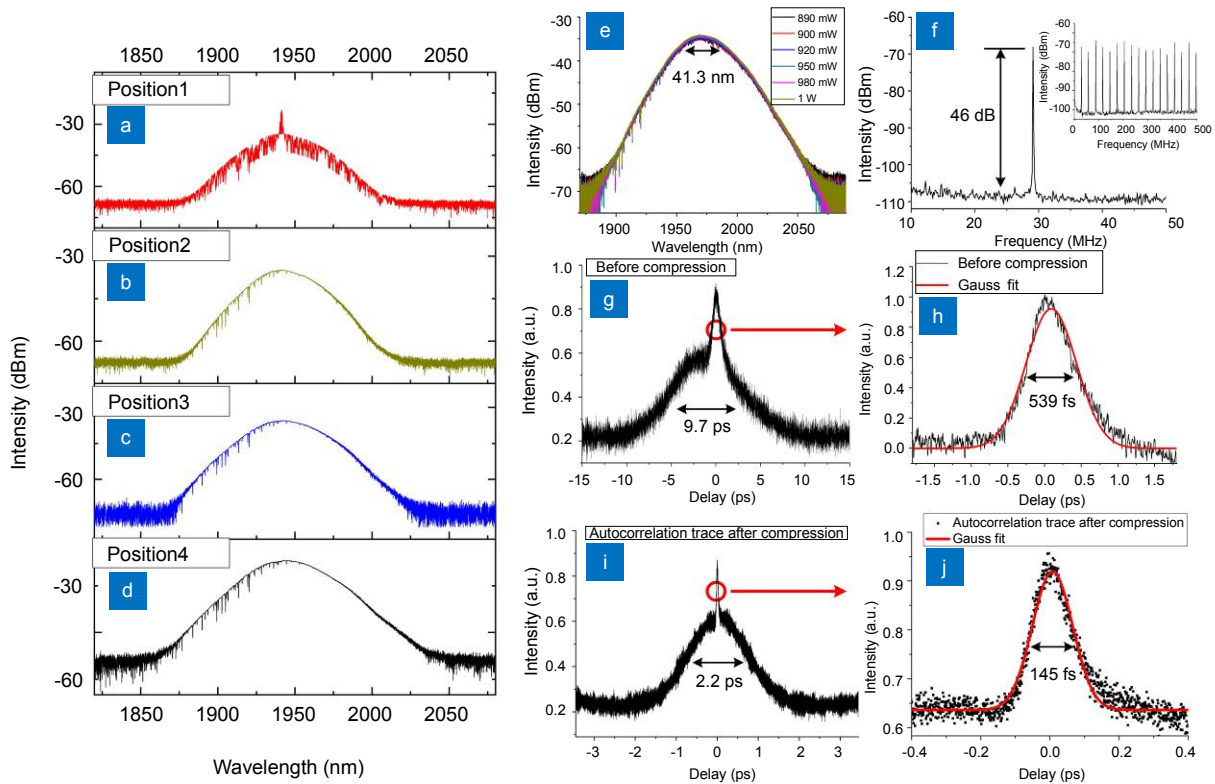 1850 1900 1950 2000 2050
Position1
a
-30
-60
Position2
b
-30
-60
Position3
c
-30
-60
Position4
d
-30
-60
1850 1900 1950 2000 2050
Wavelength (nm)
Intensity (dBm)
e
-30
-40
-50
-60
-70
41.3 nm
890 mW
900 mW
920 mW
950 mW
980 mW
1 W
1900 1950 2000 2050
Wavelength (nm)
Intensity (dBm)
f
-50
-60
-70
-80
-90
-100
-110
46 dB
10 20 30 40 50
Frequency (MHz)
Intensity (dBm)
-60
-70
-80
-90
-100
0 100 200 300 400 500
Frequency (MHz)
Intensity (dBm)
Before compression
g
1.0
0.8
0.6
0.4
0.2
9.7 ps
-15 -10 -5 0 5 10 15
Delay (ps)
Intensity (a.u.)
Before compression
Gauss fit
h
1.2
1.0
0.8
0.6
0.4
0.2
0.0
539 fs
-1.5 -1.0 -0.5 0.0 0.5 1.0 1.5
Delay (ps)
Intensity (a.u.)
Autocorrelation trace after compression
i
1.0
0.8
0.6
0.4
0.2
2.2 ps
-3 -2 -1 0 1 2 3
Delay (ps)
Intensity (a.u.)
Autocorrelation trace after compression
Gauss fit
j
1.0
0.9
0.8
0.7
0.6
145 fs
-0.4 -0.2 0.0 0.2 0.4
Delay (ps)
Intensity (a.u.)